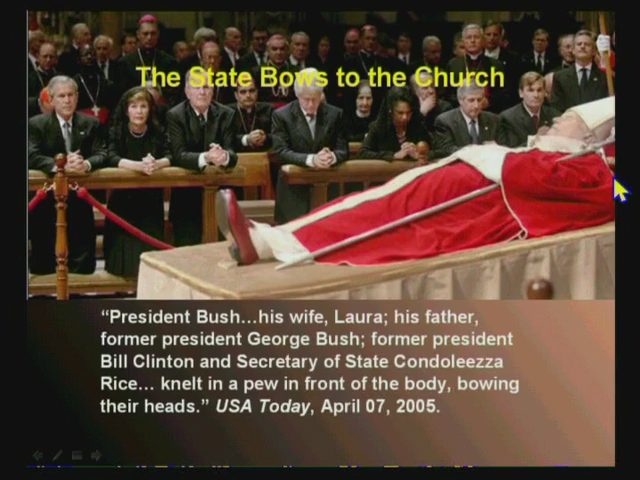 The State Bows to the Church
“President Bush…his wife, Laura; his father,
former president George Bush; former president
Bill Clinton and Secretary of State Condoleezza
Rice… knelt in a pew in front of the body, bowing
their heads.” USA Today, April 07, 2005.